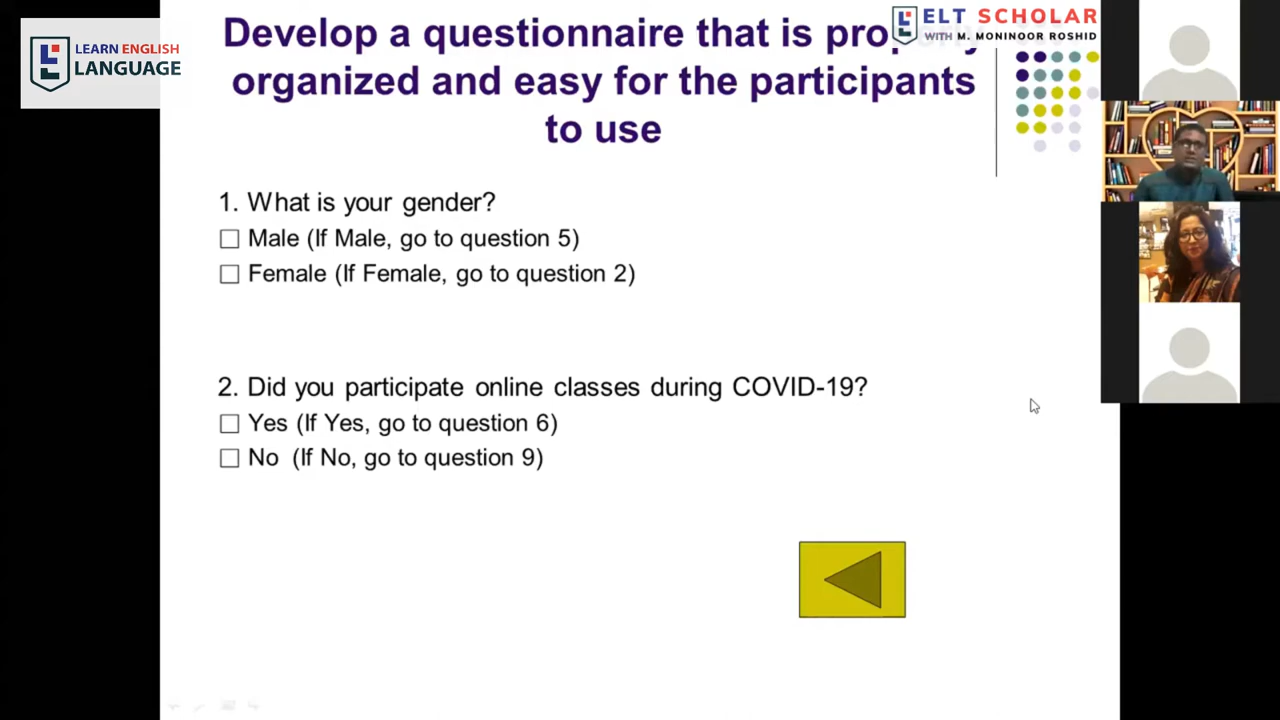 LEARN ENGLISH
LANGUAGE
ELT SCHOLAR
WITH M. MONINOOR ROSHID
Develop a questionnaire that is
organized and easy for the participants
to use
1. What is your gender?
Male (If Male, go to question 5)
Female (If Female, go to question 2)
2. Did you participate online classes during COVID-19?
Yes (If Yes, go to question 6)
No (If No, go to question 9)